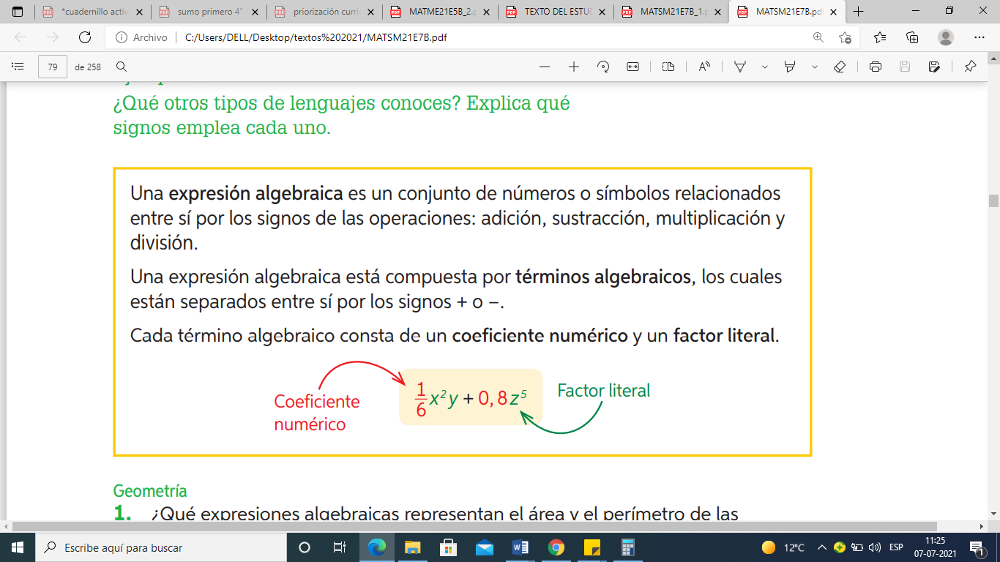 *cuadernillo activ
sumo primero 4°
priorización curri
MATME21E5B_2.p
TEXTO DEL ESTUD
MATSM21E7B_1.p
MATSM21E7B.pdf
Archivo
C:/Users/DELL/Desktop/textos%202021/MATSM21E7B.pdf
79 de 258
¿Qué otros tipos de lenguajes conoces? Explica qué
signos emplea cada uno.
Una expresión algebraica es un conjunto de números o símbolos relacionados
entre sí por los signos de las operaciones: adición, sustracción, multiplicación y
división.
Una expresión algebraica está compuesta por términos algebraicos, los cuales
están separados entre sí por los signos + o −.
Cada término algebraico consta de un coeficiente numérico y un factor literal.
Coeficiente
numérico
1/6 x² y + 0,8 z⁵
Factor literal
Geometría
1. ¿Qué expresiones algebraicas representan el área y el perímetro de las
Escribe aquí para buscar
12°C
ESP
11:25
07-07-2021
1